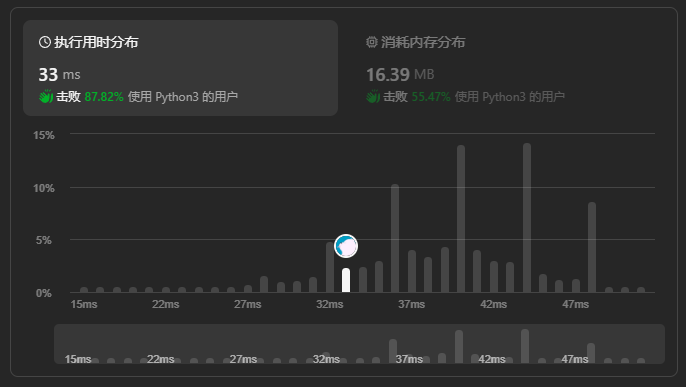 执行用时分布
33 ms
击败 87.82% 使用 Python3 的用户
消耗内存分布
16.39 MB
击败 55.47% 使用 Python3 的用户
15%
10%
5%
0%
15ms 22ms 27ms 32ms 37ms 42ms 47ms
15ms 22ms 27ms 32ms 37ms 42ms 47ms